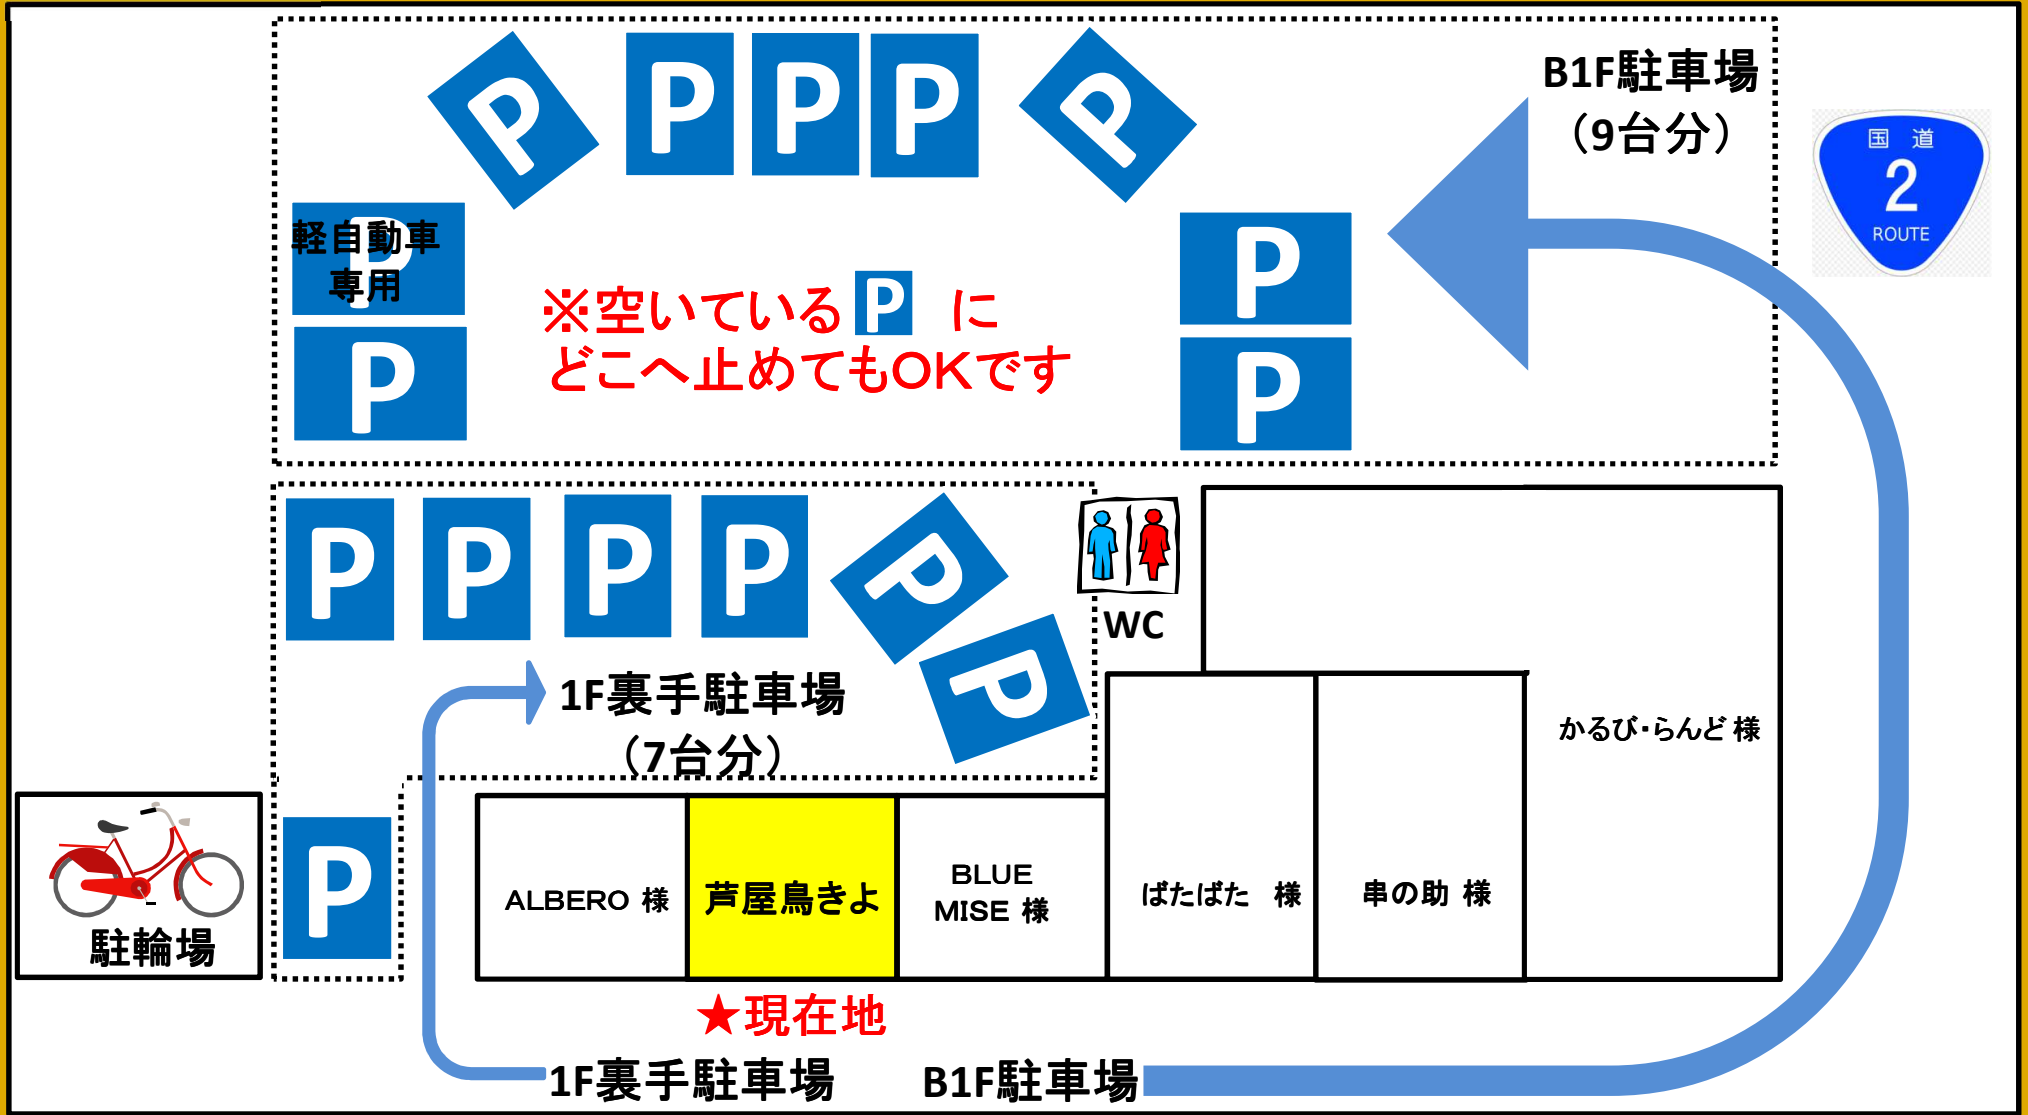 P
P
P
P
P
B1F駐車場
（9台分）
国 道
2
ROUTE
P
軽自動車
専用
P
※空いているP に
どこへ止めてもOKです
P
P
P
P
P
P
P
P
WC
1F裏手駐車場
（7台分）
かるび・らんど 様
P
駐輪場
ALBERO 様
芦屋鳥きよ
BLUE
MISE 様
ばたばた 様
串の助 様
★現在地
1F裏手駐車場
B1F駐車場